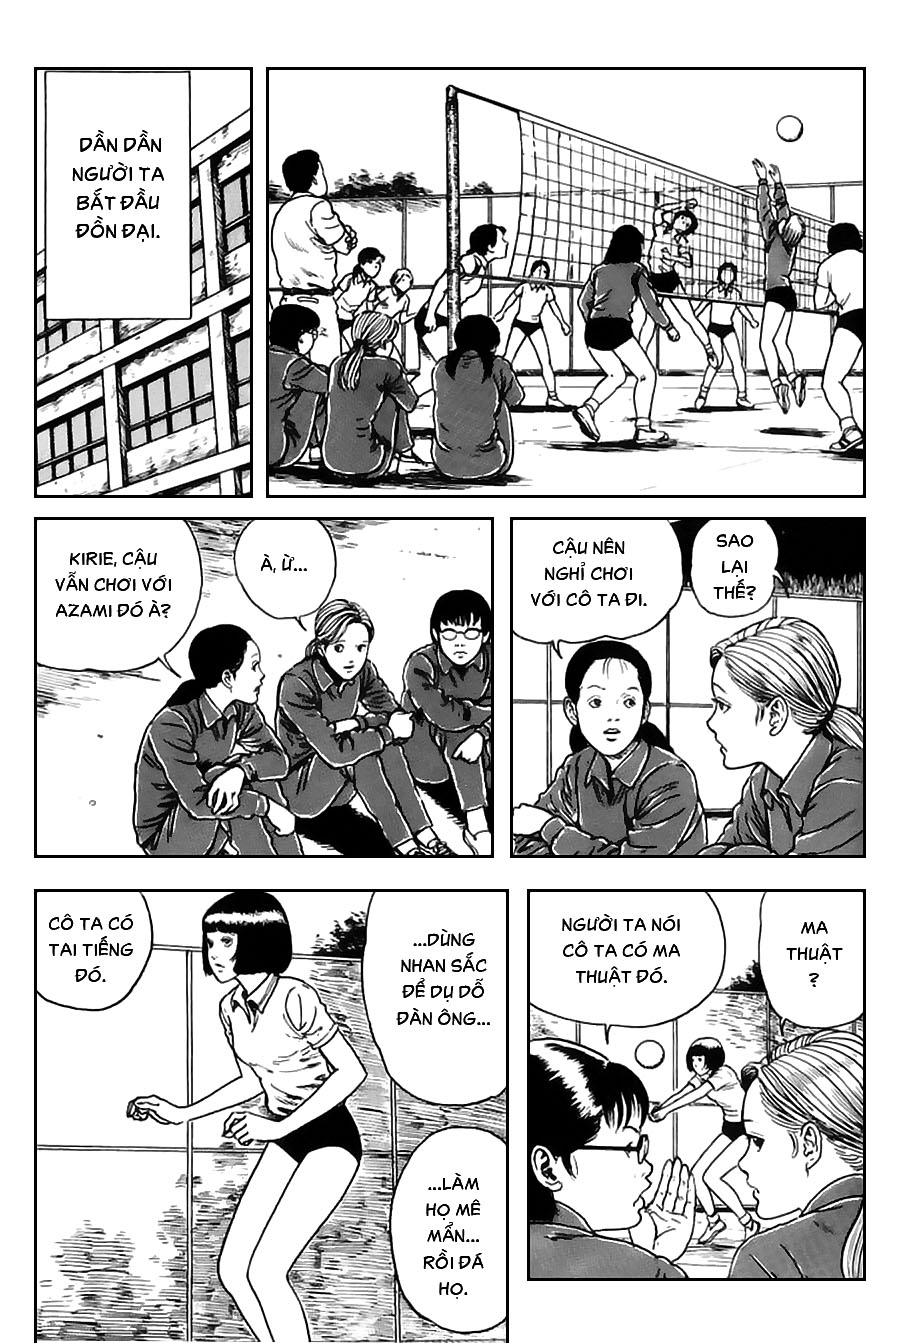 DẦN DẦN
NGƯỜI TA
BẮT ĐẦU
ĐỒN ĐẠI.
KIRIE, CẬU
VẪN CHƠI VỚI
AZAMI ĐÓ À?
À, Ừ...
CẬU NÊN
NGHỈ CHƠI
VỚI CÔ TA ĐI.
SAO
LẠI
THẾ?
CÔ TA CÓ
TAI TIẾNG
ĐÓ.
...DÙNG
NHAN SẮC
ĐỂ DỤ DỖ
ĐÀN ÔNG...
...LÀM
HỌ MÊ
MẨN...
RỒI ĐÁ
HỌ.
NGƯỜI TA NÓI
CÔ TA CÓ MA
THUẬT ĐÓ.
MA
THUẬT
?